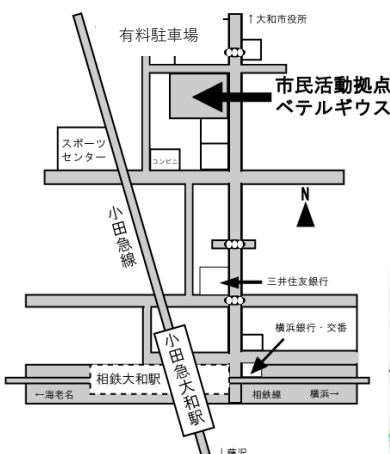 ↑大和市役所
有料駐車場
市民活動拠点
ベテルギウス
スポーツ
センター
コンビニ
N
小田急線
三井住友銀行
横浜銀行・交番
小田急大和駅
相鉄大和駅
←海老名
相鉄線
横浜→
↓藤沢